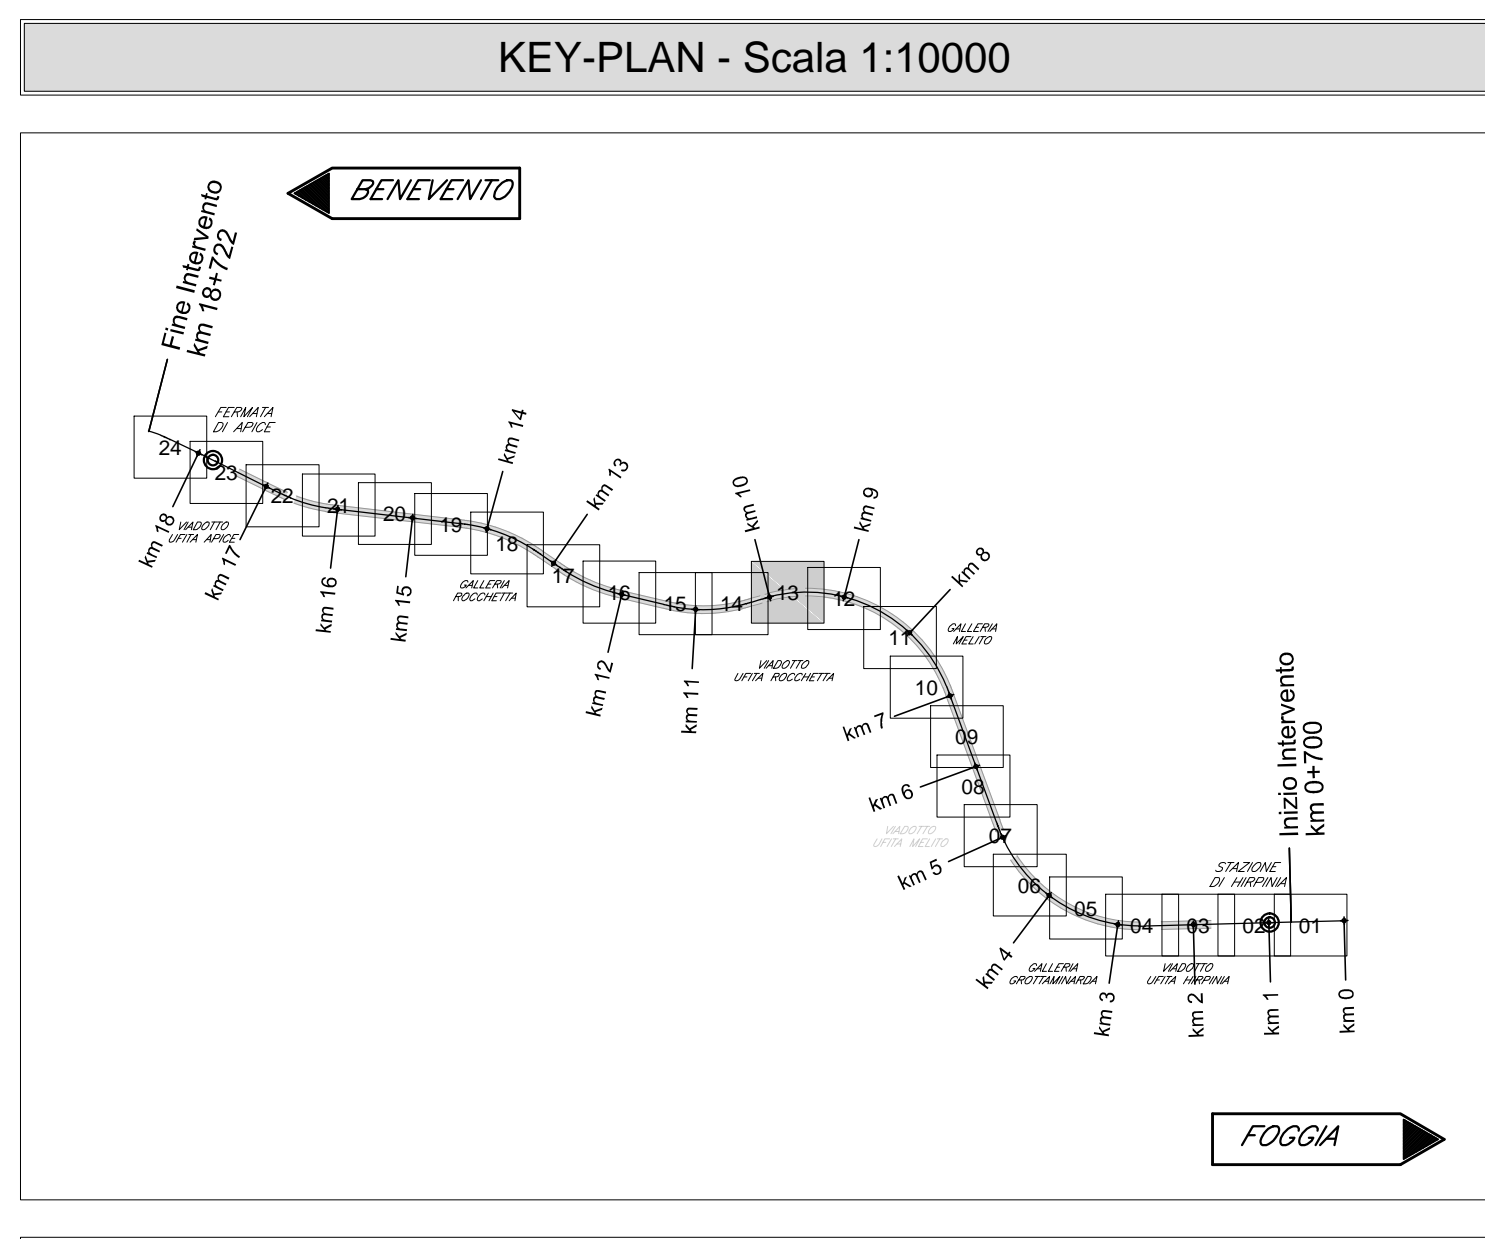 KEY-PLAN - Scala 1:10000
BENEVENTO
Fine Intervento
km 18+722
FERMATA
DI APICE
24
23
22
21
20
19
18
17
16
15
14
13
12
11
10
09
08
07
06
05
04
03
02
01
km 18
VIADOTTO
UFITA APICE
km 17
km 16
km 15
km 14
km 13
GALLERIA
ROCCHETTA
km 12
km 11
km 10
VIADOTTO
UFITA ROCCHETTA
km 9
km 8
GALLERIA
MELITO
km 7
km 6
VIADOTTO
UFITA MELITO
km 5
km 4
GALLERIA
GROTTAMINARDA
km 3
VIADOTTO
UFITA HIRPINIA
km 2
km 1
km 0
STAZIONE
DI HIRPINIA
Inizio Intervento
km 0+700
FOGGIA